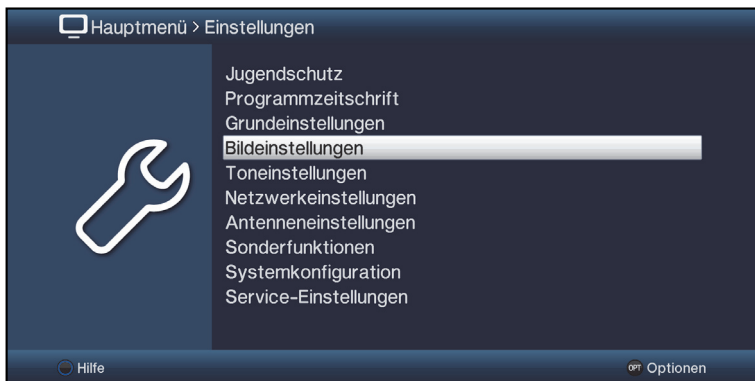 Hauptmenü > Einstellungen
Jugendschutz
Programmzeitschrift
Grundeinstellungen
Bildeinstellungen
Toneinstellungen
Netzwerkeinstellungen
Antenneneinstellungen
Sonderfunktionen
Systemkonfiguration
Service-Einstellungen
Hilfe
OPT Optionen